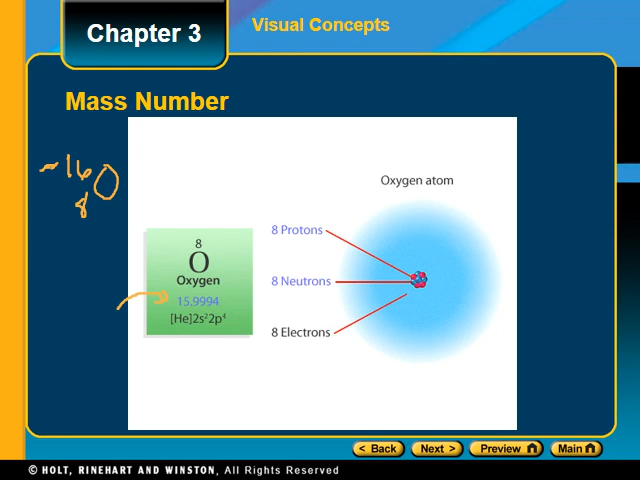 Chapter 3
Visual Concepts
Mass Number
~16
8 O
Oxygen atom
8 Protons
8 Neutrons
8 Electrons
8
O
Oxygen
15.9994
[He]2s²2p⁴
< Back
Next >
Preview
Main
© HOLT, RINEHART AND WINSTON, All Rights Reserved